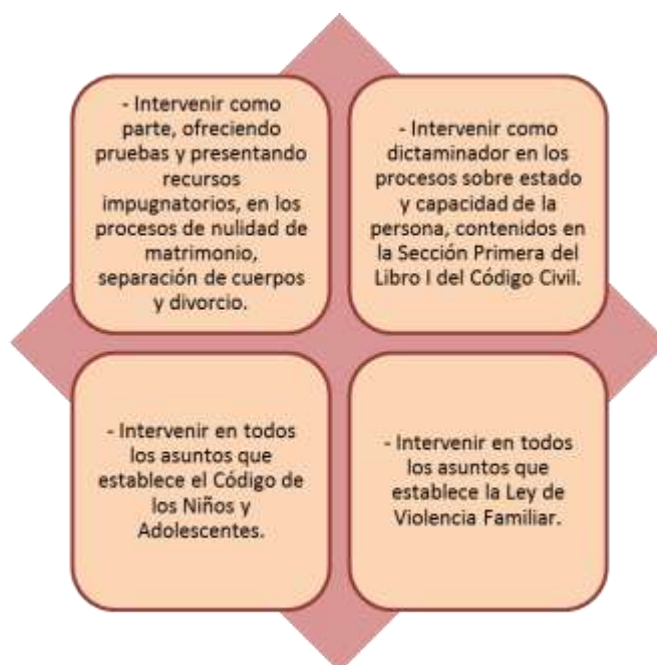 - Intervenir como
parte, ofreciendo
pruebas y presentando
recursos
impugnatorios, en los
procesos de nulidad de
matrimonio,
separación de cuerpos
y divorcio.
- Intervenir como
dictaminador en los
procesos sobre estado
y capacidad de la
persona, contenidos en
la Sección Primera del
Libro I del Código Civil.
- Intervenir en todos
los asuntos que
establece el Código de
los Niños y
Adolescentes.
- Intervenir en todos
los asuntos que
establece la Ley de
Violencia Familiar.